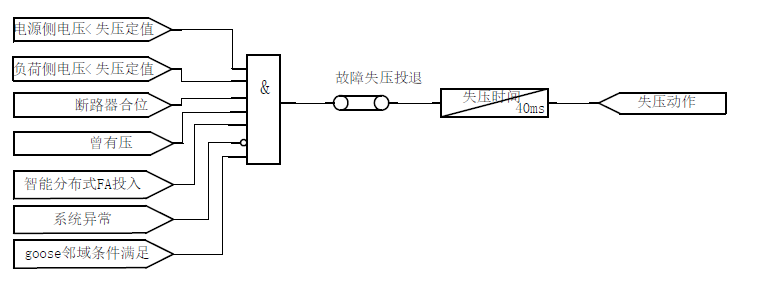 电源侧电压<失压定值
负荷侧电压<失压定值
断路器合位
曾有压
智能分布式FA投入
系统异常
goose邻域条件满足
&
故障失压投退
失压时间
40ms
失压动作